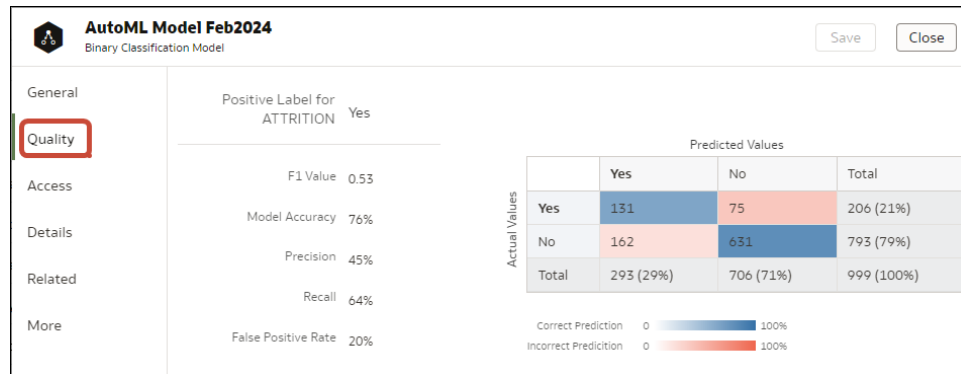 AutoML Model Feb2024
Binary Classification Model
Save
Close
General
Quality
Access
Details
Related
More
Positive Label for
ATTRITION
Yes
F1 Value 0.53
Model Accuracy 76%
Precision 45%
Recall 64%
False Positive Rate 20%
Predicted Values
Actual Values
Yes No Total
Yes 131 75 206 (21%)
No 162 631 793 (79%)
Total 293 (29%) 706 (71%) 999 (100%)
Correct Prediction 0 100%
Incorrect Predicition 0 100%